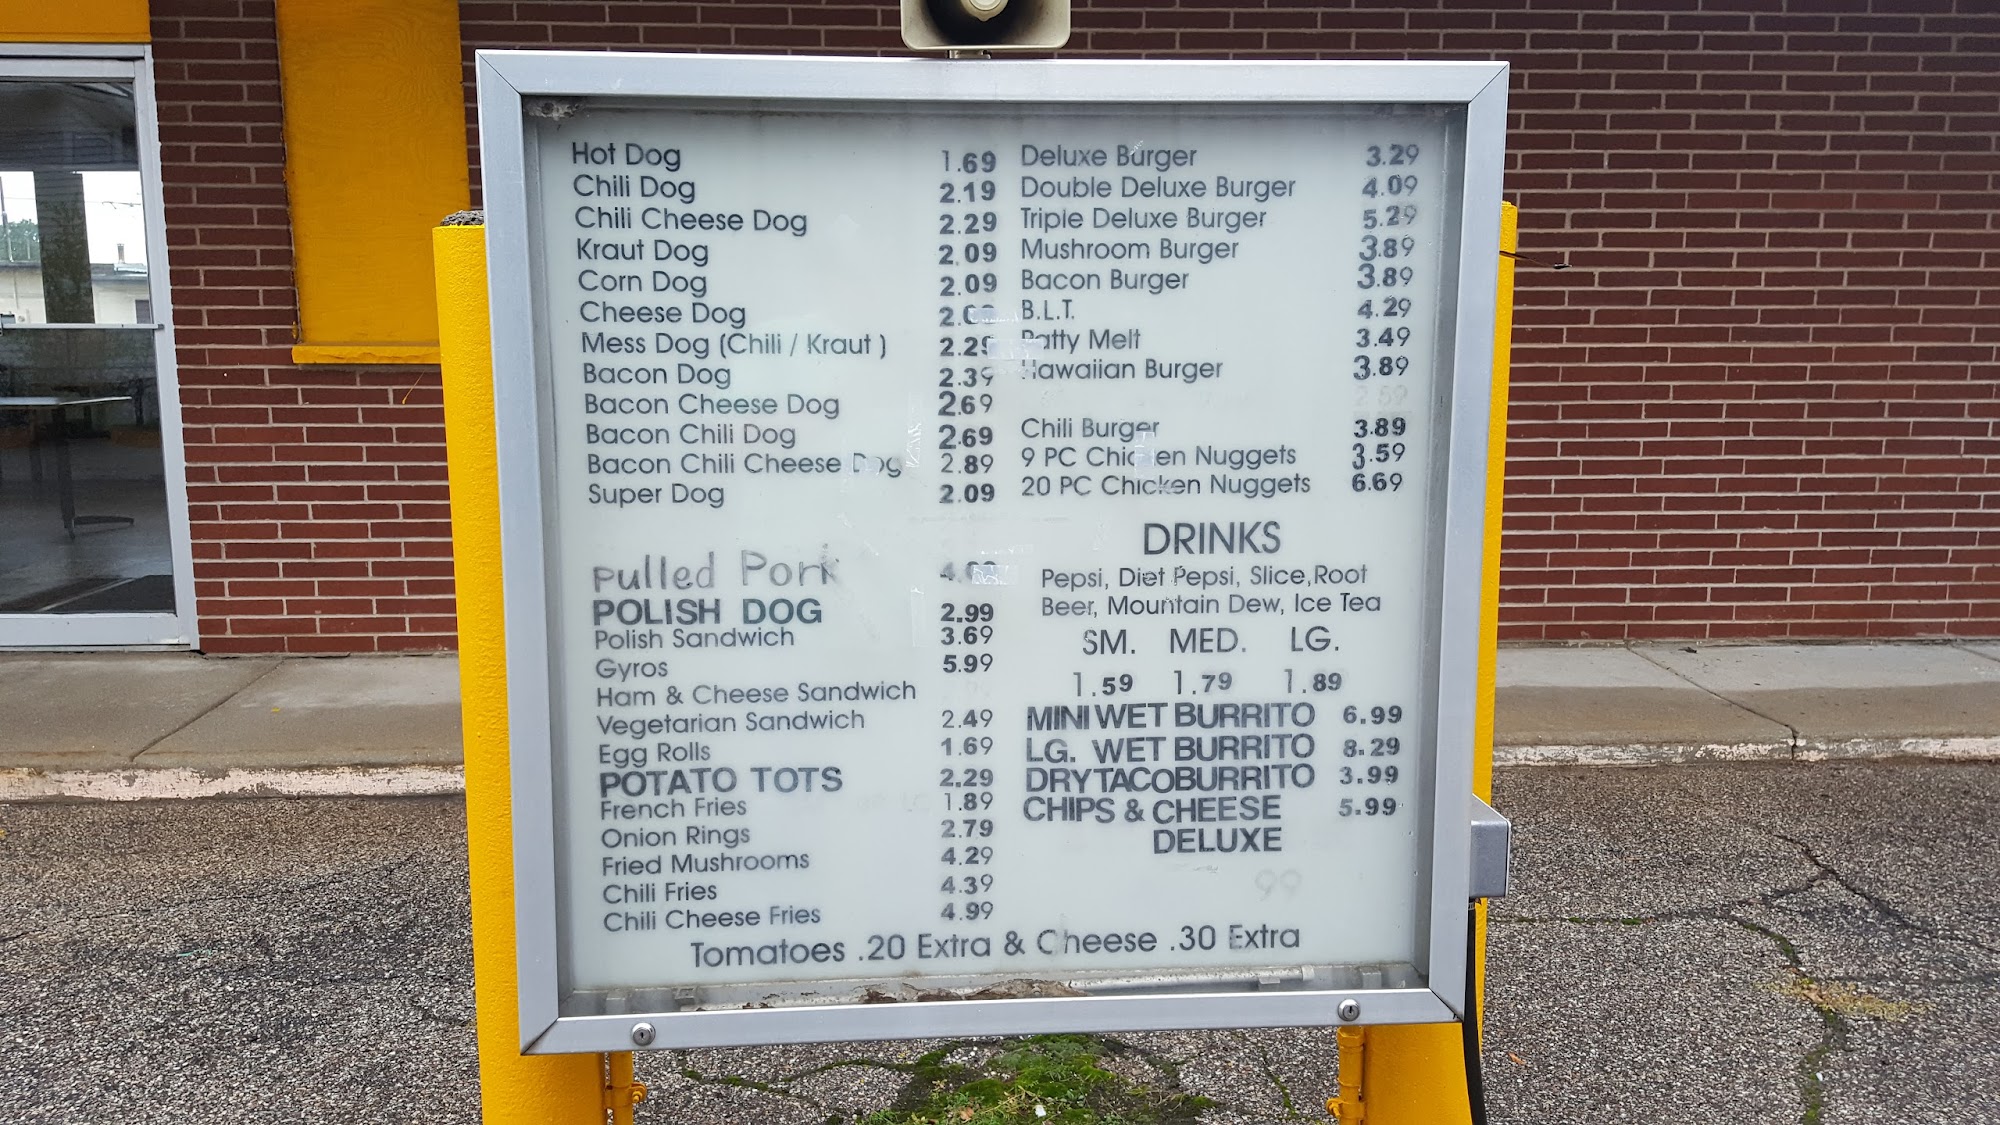 Hot Dog 1.69
Chili Dog 2.19
Chili Cheese Dog 2.29
Kraut Dog 2.09
Corn Dog 2.09
Cheese Dog
Mess Dog (Chili / Kraut ) 2.29
Bacon Dog 2.39
Bacon Cheese Dog 2.69
Bacon Chili Dog 2.69
Bacon Chili Cheese Dog 2.89
Super Dog 2.09
Pulled Pork
POLISH DOG 2.99
Polish Sandwich 3.69
Gyros 5.99
Ham & Cheese Sandwich
Vegetarian Sandwich 2.49
Egg Rolls 1.69
POTATO TOTS 2.29
French Fries 1.89
Onion Rings 2.79
Fried Mushrooms 4.29
Chili Fries 4.39
Chili Cheese Fries 4.99
Deluxe Burger 3.29
Double Deluxe Burger 4.09
Triple Deluxe Burger 5.29
Mushroom Burger 3.89
Bacon Burger 3.89
B.L.T. 4.29
Patty Melt 3.49
Hawaiian Burger 3.89
Chili Burger 3.89
9 PC Chicken Nuggets 3.59
20 PC Chicken Nuggets 6.69
DRINKS
Pepsi, Diet Pepsi, Slice,Root
Beer, Mountain Dew, Ice Tea
SM. MED. LG.
1.59 1.79 1.89
MINI WET BURRITO 6.99
LG. WET BURRITO 8.29
DRY TACO BURRITO 3.99
CHIPS & CHEESE 5.99
DELUXE
99
Tomatoes .20 Extra & Cheese .30 Extra